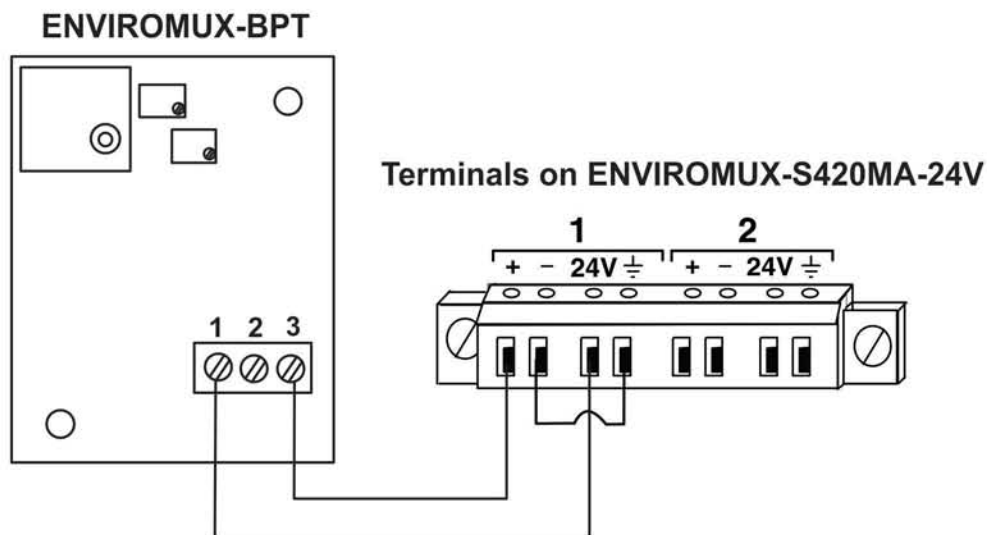 ENVIROMUX-BPT
Terminals on ENVIROMUX-S420MA-24V
1 2
+ − 24V ⏚ + − 24V ⏚
1 2 3